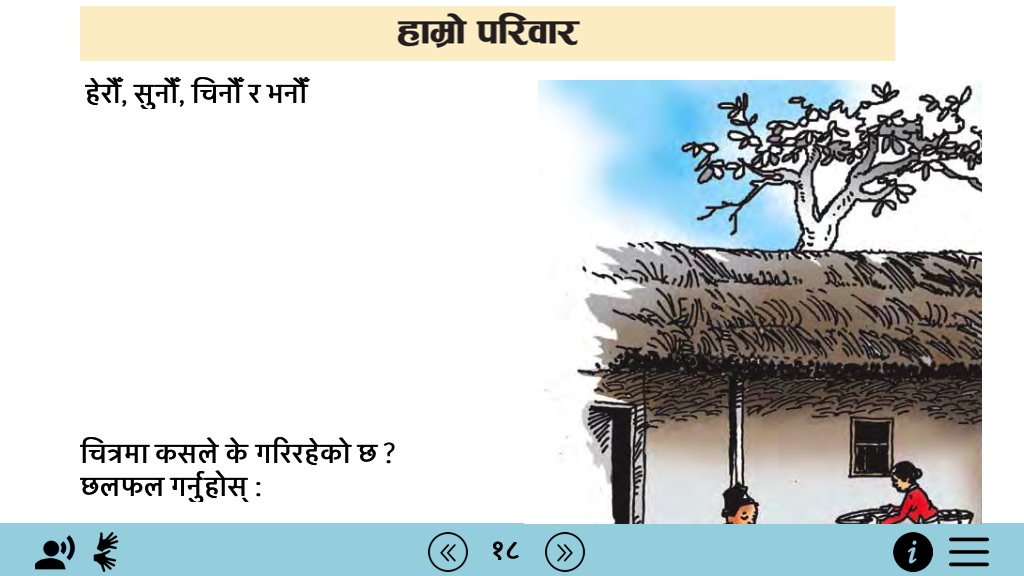 हाम्रो परिवार
हेरौँ, सुनौँ, चिनौँ र भनौँ
चित्रमा कसले के गरिरहेको छ ?
छलफल गर्नुहोस् :
१८
i